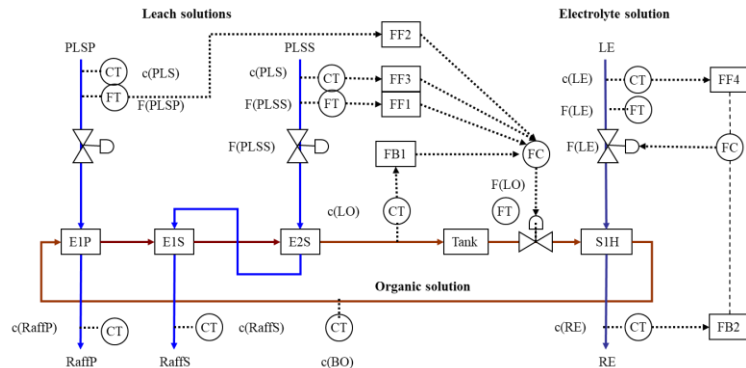 Leach solutions
Electrolyte solution
PLSP
PLSS
LE
FF2
CT
c(PLS)
c(PLS)
CT
FF3
c(LE)
CT
FF4
FT
F(PLSP)
F(PLSS)
FT
FF1
F(LE)
FT
F(PLSS)
FB1
FC
F(LE)
FC
F(LO)
c(LO)
CT
FT
E1P
E1S
E2S
Tank
S1H
Organic solution
c(RaffP)
CT
CT
c(RaffS)
CT
c(RE)
CT
FB2
RaffP
RaffS
c(BO)
RE